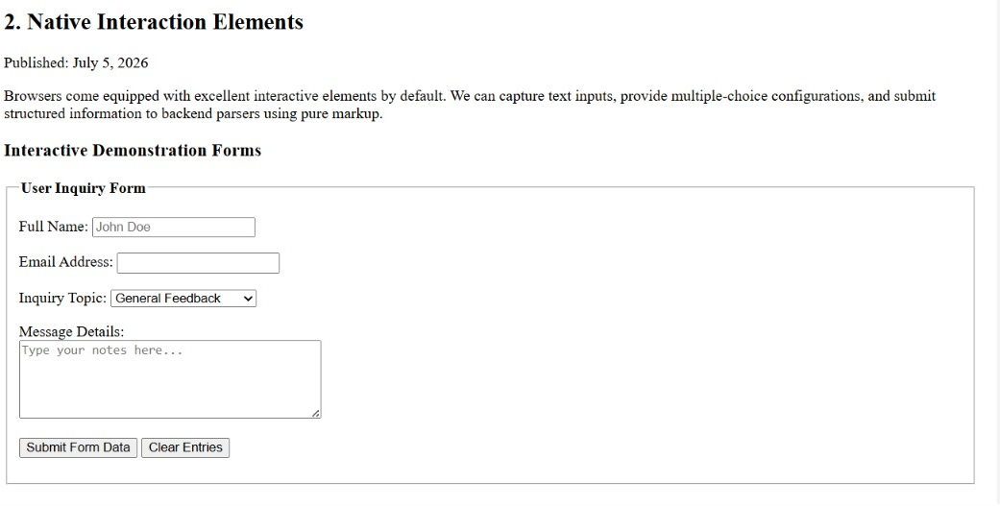 2. Native Interaction Elements
Published: July 5, 2026
Browsers come equipped with excellent interactive elements by default. We can capture text inputs, provide multiple-choice configurations, and submit
structured information to backend parsers using pure markup.
Interactive Demonstration Forms
User Inquiry Form
Full Name: John Doe
Email Address:
Inquiry Topic: General Feedback
Message Details:
Type your notes here...
Submit Form Data Clear Entries